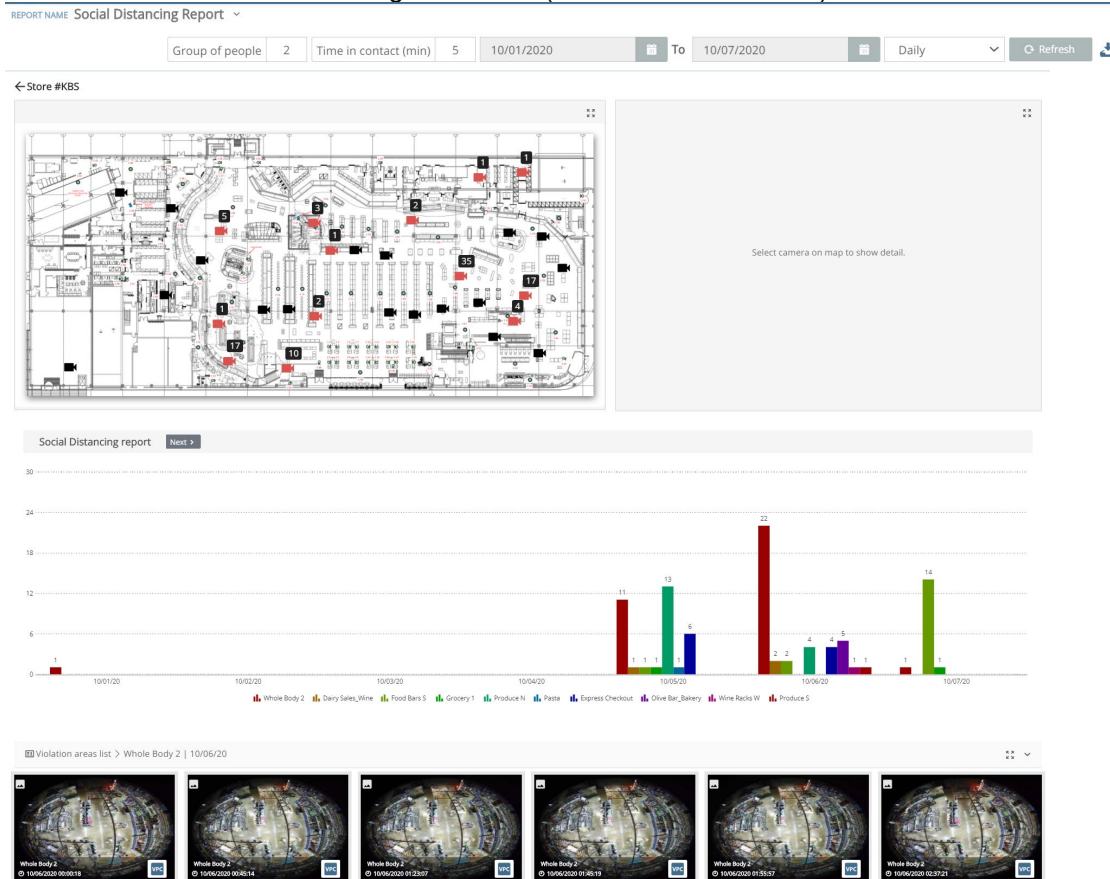 REPORT NAME Social Distancing Report
Group of people 2 Time in contact (min) 5 10/01/2020 To 10/07/2020 Daily Refresh
Store #KBS
1 1
3 2
5
1
35
17
2 4
1
17 10
Select camera on map to show detail.
Social Distancing report Next >
30
24
22
18
14
13
12
11
6
6
5
4 4
2 2
1 1 1 1 1 1 1 1 1
0
10/01/20 10/02/20 10/03/20 10/04/20 10/05/20 10/06/20 10/07/20
Whole Body 2 Dairy Sales_Wine Food Bars S Grocery 1 Produce N Pasta Express Checkout Olive Bar_Bakery Wine Racks W Produce S
Violation areas list > Whole Body 2 | 10/06/20
Whole Body 2 Whole Body 2 Whole Body 2 Whole Body 2 Whole Body 2 Whole Body 2
10/06/2020 00:00:18 VPC 10/06/2020 00:45:14 VPC 10/06/2020 01:23:07 VPC 10/06/2020 01:45:19 VPC 10/06/2020 01:55:57 VPC 10/06/2020 02:37:21 VPC